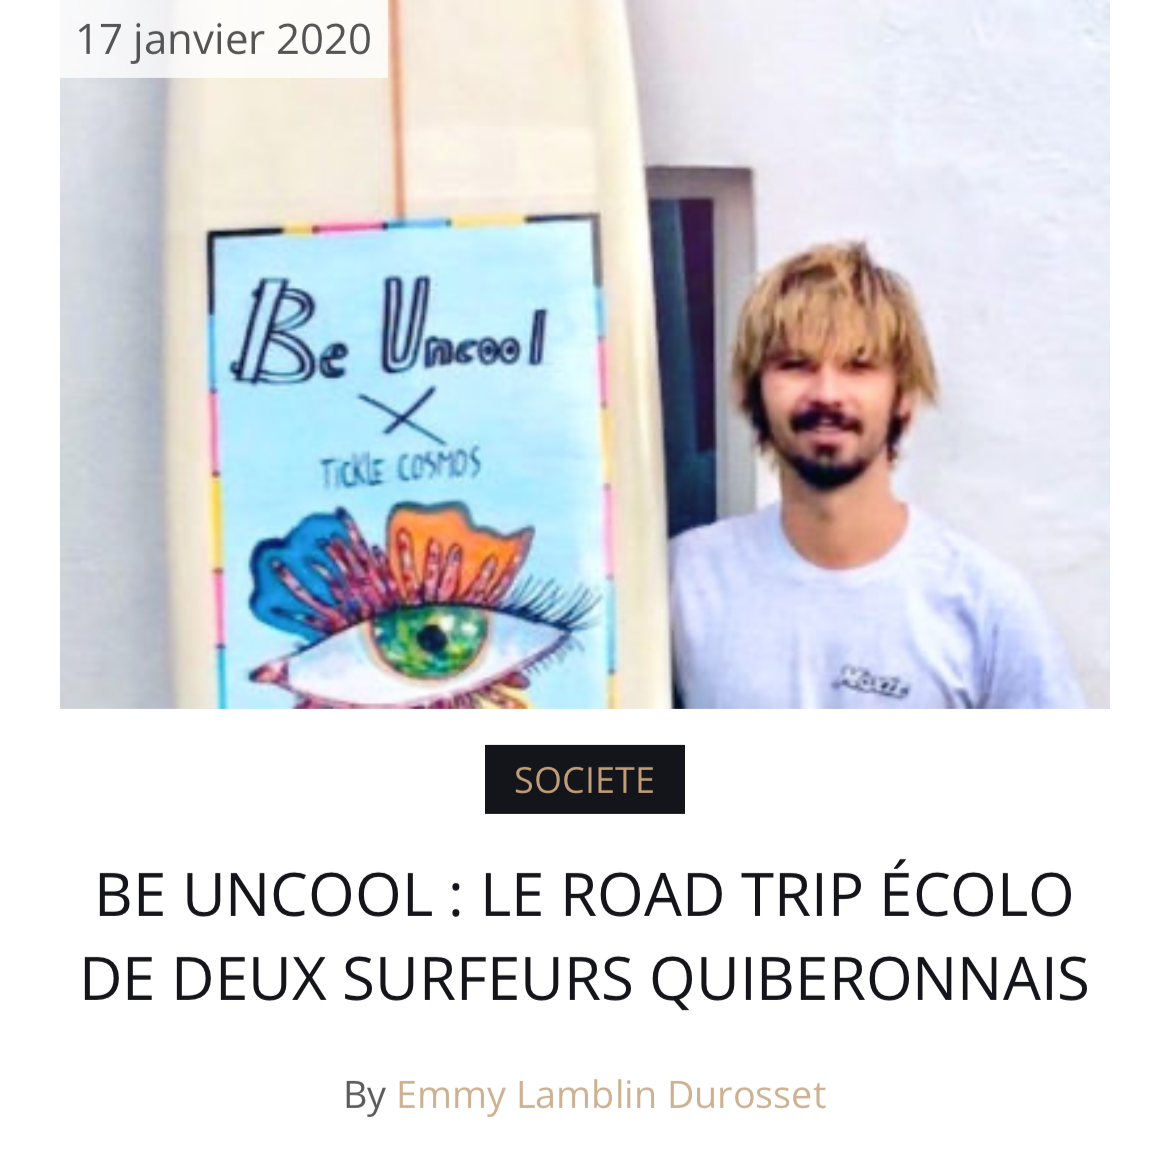 17 janvier 2020
Be Uncool
X
TICKLE COSMOS
SOCIETE
BE UNCOOL : LE ROAD TRIP ÉCOLO
DE DEUX SURFEURS QUIBERONNAIS
By Emmy Lamblin Durosset